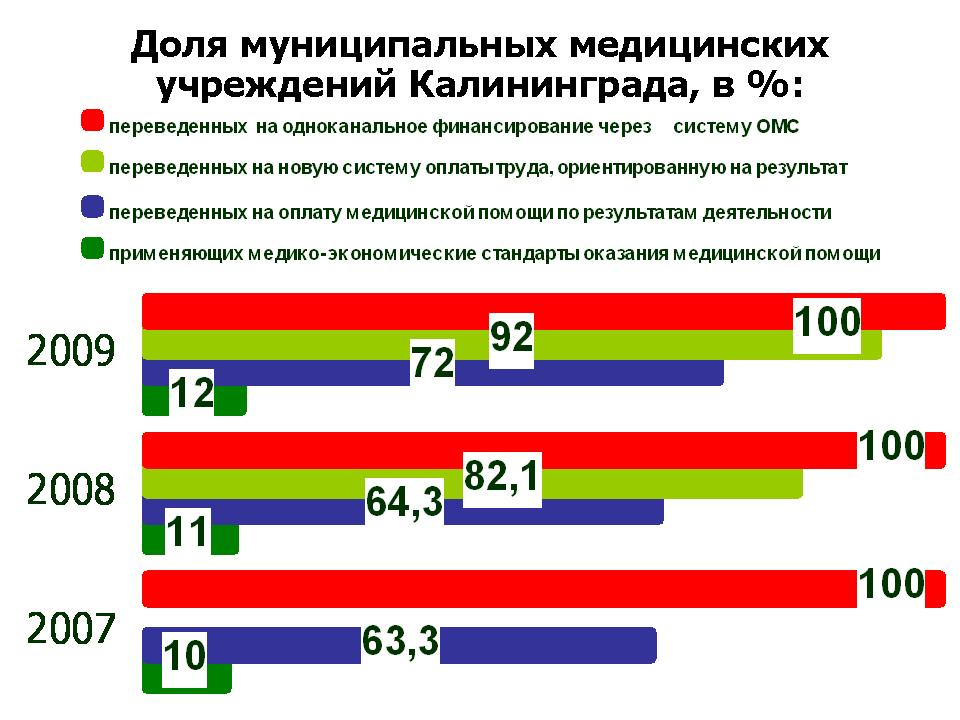 Доля муниципальных медицинских
учреждений Калининграда, в %:
переведенных на одноканальное финансирование через систему ОМС
переведенных на новую систему оплаты труда, ориентированную на результат
переведенных на оплату медицинской помощи по результатам деятельности
применяющих медико-экономические стандарты оказания медицинской помощи
2009
100
92
72
12
2008
100
82,1
64,3
11
2007
100
63,3
10